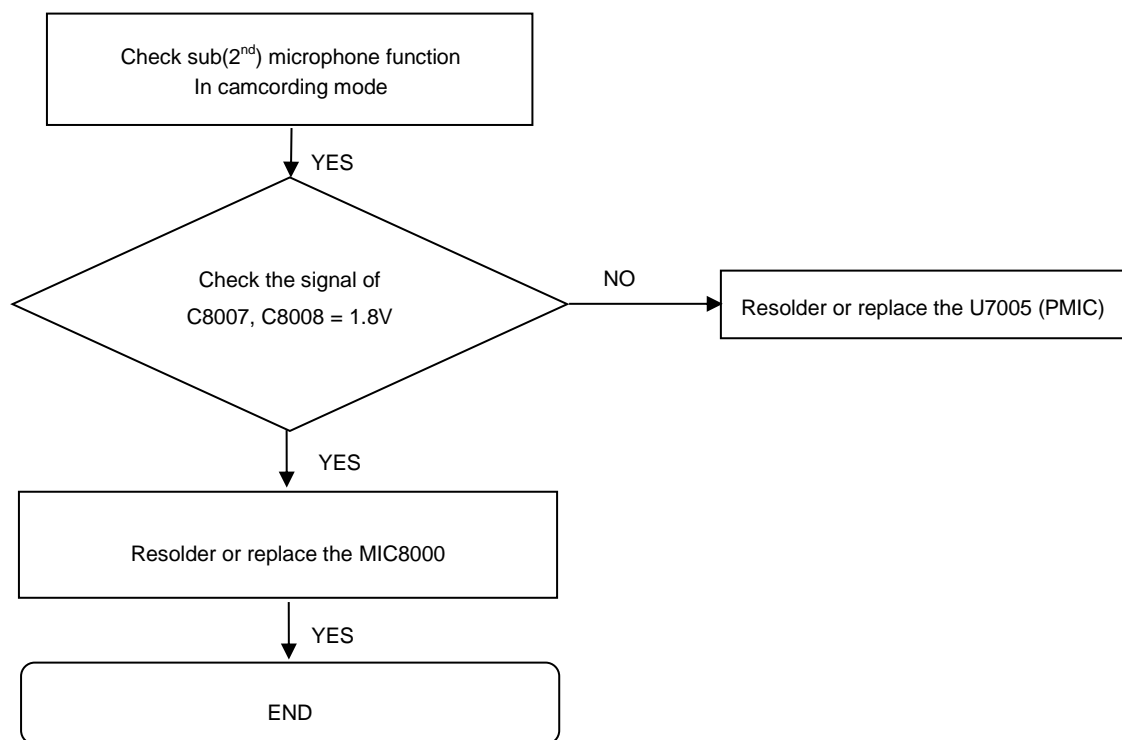 Check sub(2nd) microphone function
In camcording mode
YES
Check the signal of
C8007, C8008 = 1.8V
NO
Resolder or replace the U7005 (PMIC)
YES
Resolder or replace the MIC8000
YES
END